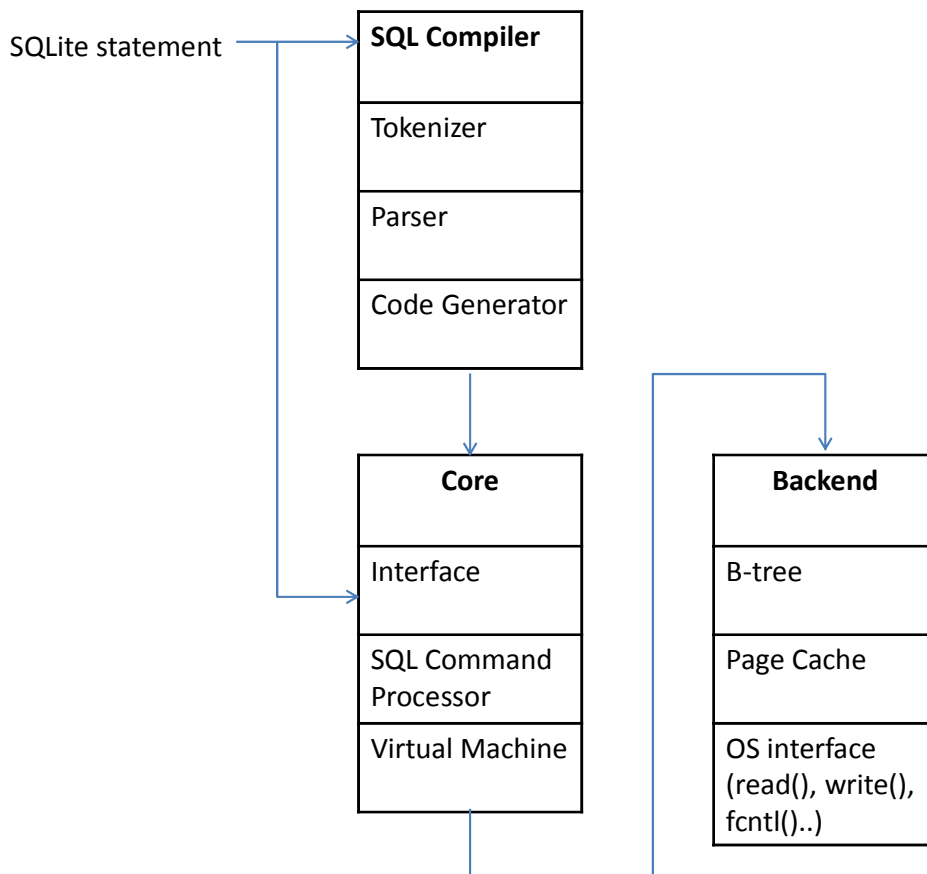 SQLite statement
SQL Compiler
Tokenizer
Parser
Code Generator
Core
Interface
SQL Command
Processor
Virtual Machine
Backend
B-tree
Page Cache
OS interface
(read(), write(),
fcntl()..)